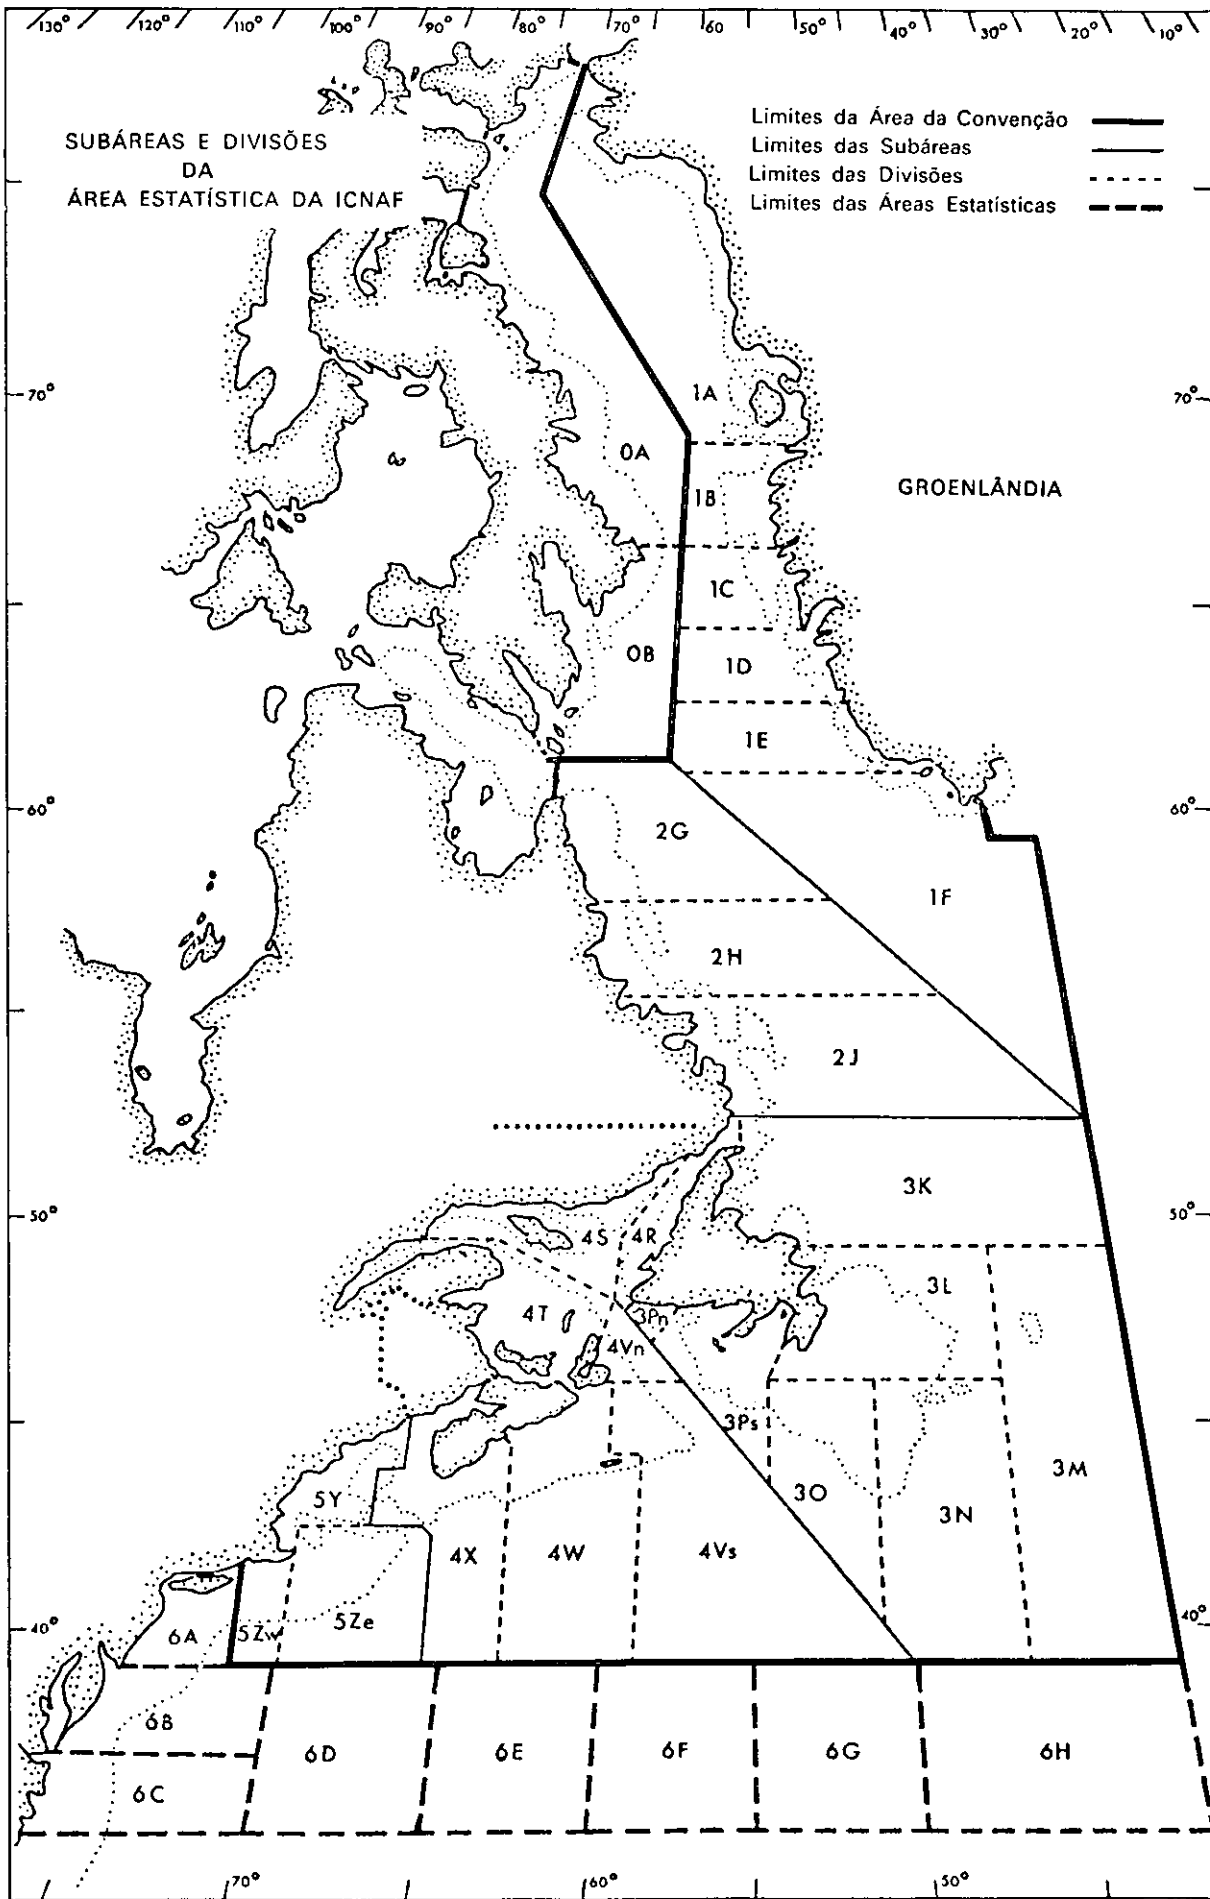 130° 120° 110° 100° 90° 80° 70° 60 50° 40° 30° 20° 10°
SUBÁREAS E DIVISÕES
DA
ÁREA ESTATÍSTICA DA ICNAF
Limites da Área da Convenção
Limites das Subáreas
Limites das Divisões
Limites das Áreas Estatísticas
70° 1A 70°
0A
1B
GROENLÂNDIA
1C
0B 1D
1E
60° 60°
2G
1F
2H
2J
3K
50° 50°
4S 4R
3L
4T 3Pn
4Vn
3Ps
3M
5Y 3O
3N
4X 4W 4Vs
40° 6A 5Zw 5Ze 40°
6B
6D 6E 6F 6G 6H
6C
70° 60° 50°